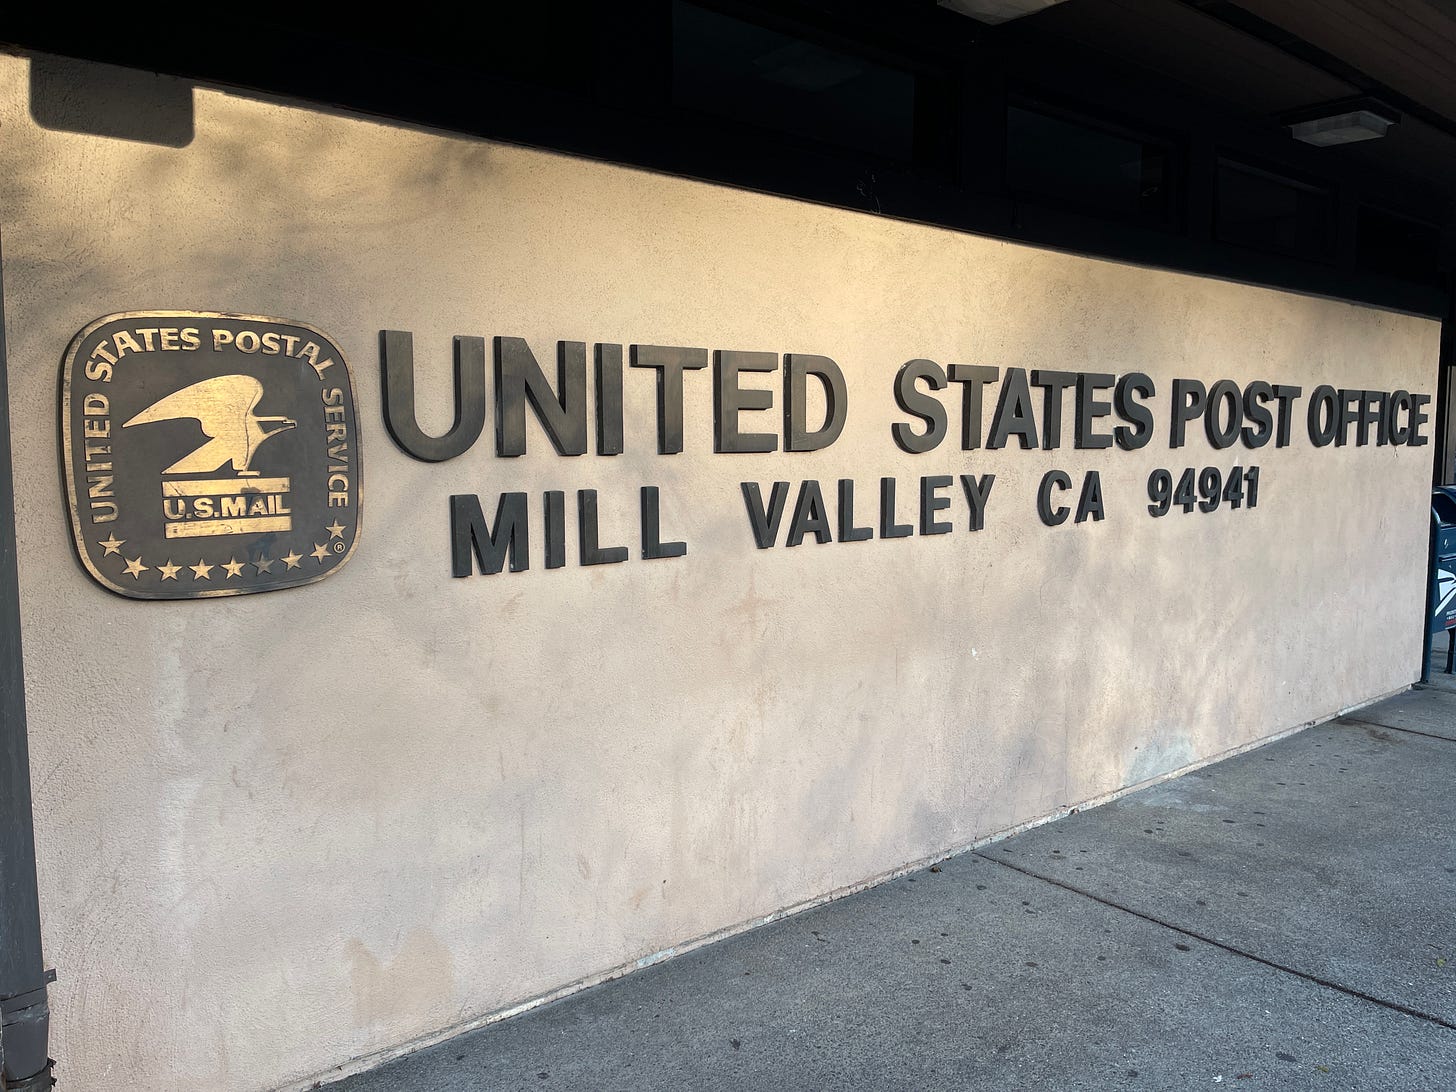 UNITED STATES POSTAL SERVICE
U.S.MAIL
®
UNITED STATES POST OFFICE
MILL VALLEY CA 94941